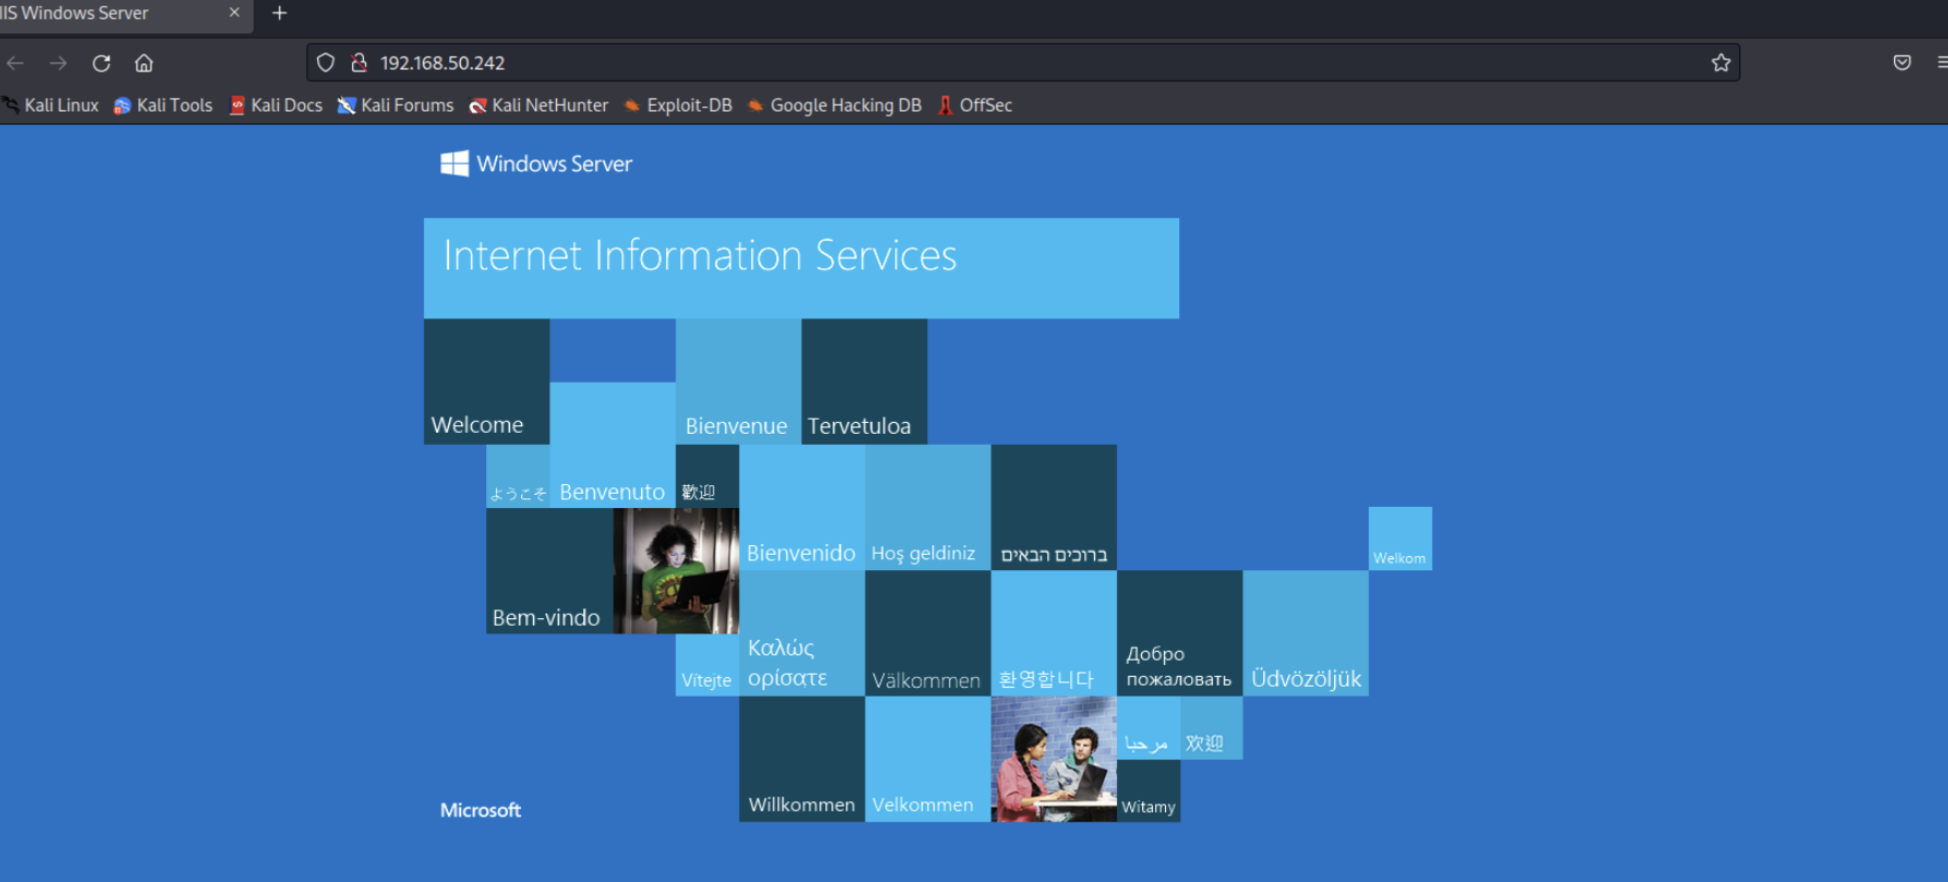 IIS Windows Server
192.168.50.242
Kali Linux Kali Tools Kali Docs Kali Forums Kali NetHunter Exploit-DB Google Hacking DB OffSec
Windows Server
Internet Information Services
Welcome
Bienvenue
Tervetuloa
ようこそ
Benvenuto
歡迎
Bienvenido
Hoş geldiniz
ברוכים הבאים
Welkom
Bem-vindo
Vítejte
Καλώς
ορίσατε
Välkommen
환영합니다
Добро
пожаловать
Üdvözöljük
Microsoft
Willkommen
Velkommen
مرحبا
欢迎
Witamy